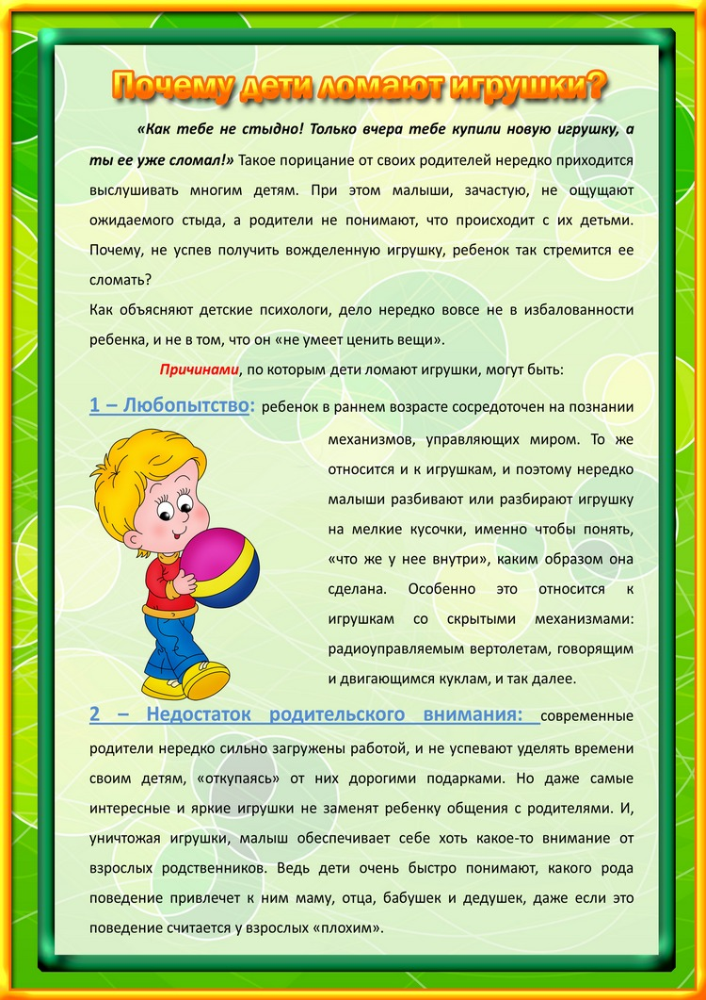 Почему дети ломают игрушки?
«Как тебе не стыдно! Только вчера тебе купили новую игрушку, а
ты ее уже сломал!» Такое порицание от своих родителей нередко приходится
выслушивать многим детям. При этом малыши, зачастую, не ощущают
ожидаемого стыда, а родители не понимают, что происходит с их детьми.
Почему, не успев получить вожделенную игрушку, ребенок так стремится ее
сломать?
Как объясняют детские психологи, дело нередко вовсе не в избалованности
ребенка, и не в том, что он «не умеет ценить вещи».
Причинами, по которым дети ломают игрушки, могут быть:
1 – Любопытство: ребенок в раннем возрасте сосредоточен на познании
механизмов, управляющих миром. То же
относится и к игрушкам, и поэтому нередко
малыши разбивают или разбирают игрушку
на мелкие кусочки, именно чтобы понять,
«что же у нее внутри», каким образом она
сделана. Особенно это относится к
игрушкам со скрытыми механизмами:
радиоуправляемым вертолетам, говорящим
и двигающимся куклам, и так далее.
2 – Недостаток родительского внимания: современные
родители нередко сильно загружены работой, и не успевают уделять времени
своим детям, «откупаясь» от них дорогими подарками. Но даже самые
интересные и яркие игрушки не заменят ребенку общения с родителями. И,
уничтожая игрушки, малыш обеспечивает себе хоть какое-то внимание от
взрослых родственников. Ведь дети очень быстро понимают, какого рода
поведение привлечет к ним маму, отца, бабушек и дедушек, даже если это
поведение считается у взрослых «плохим».